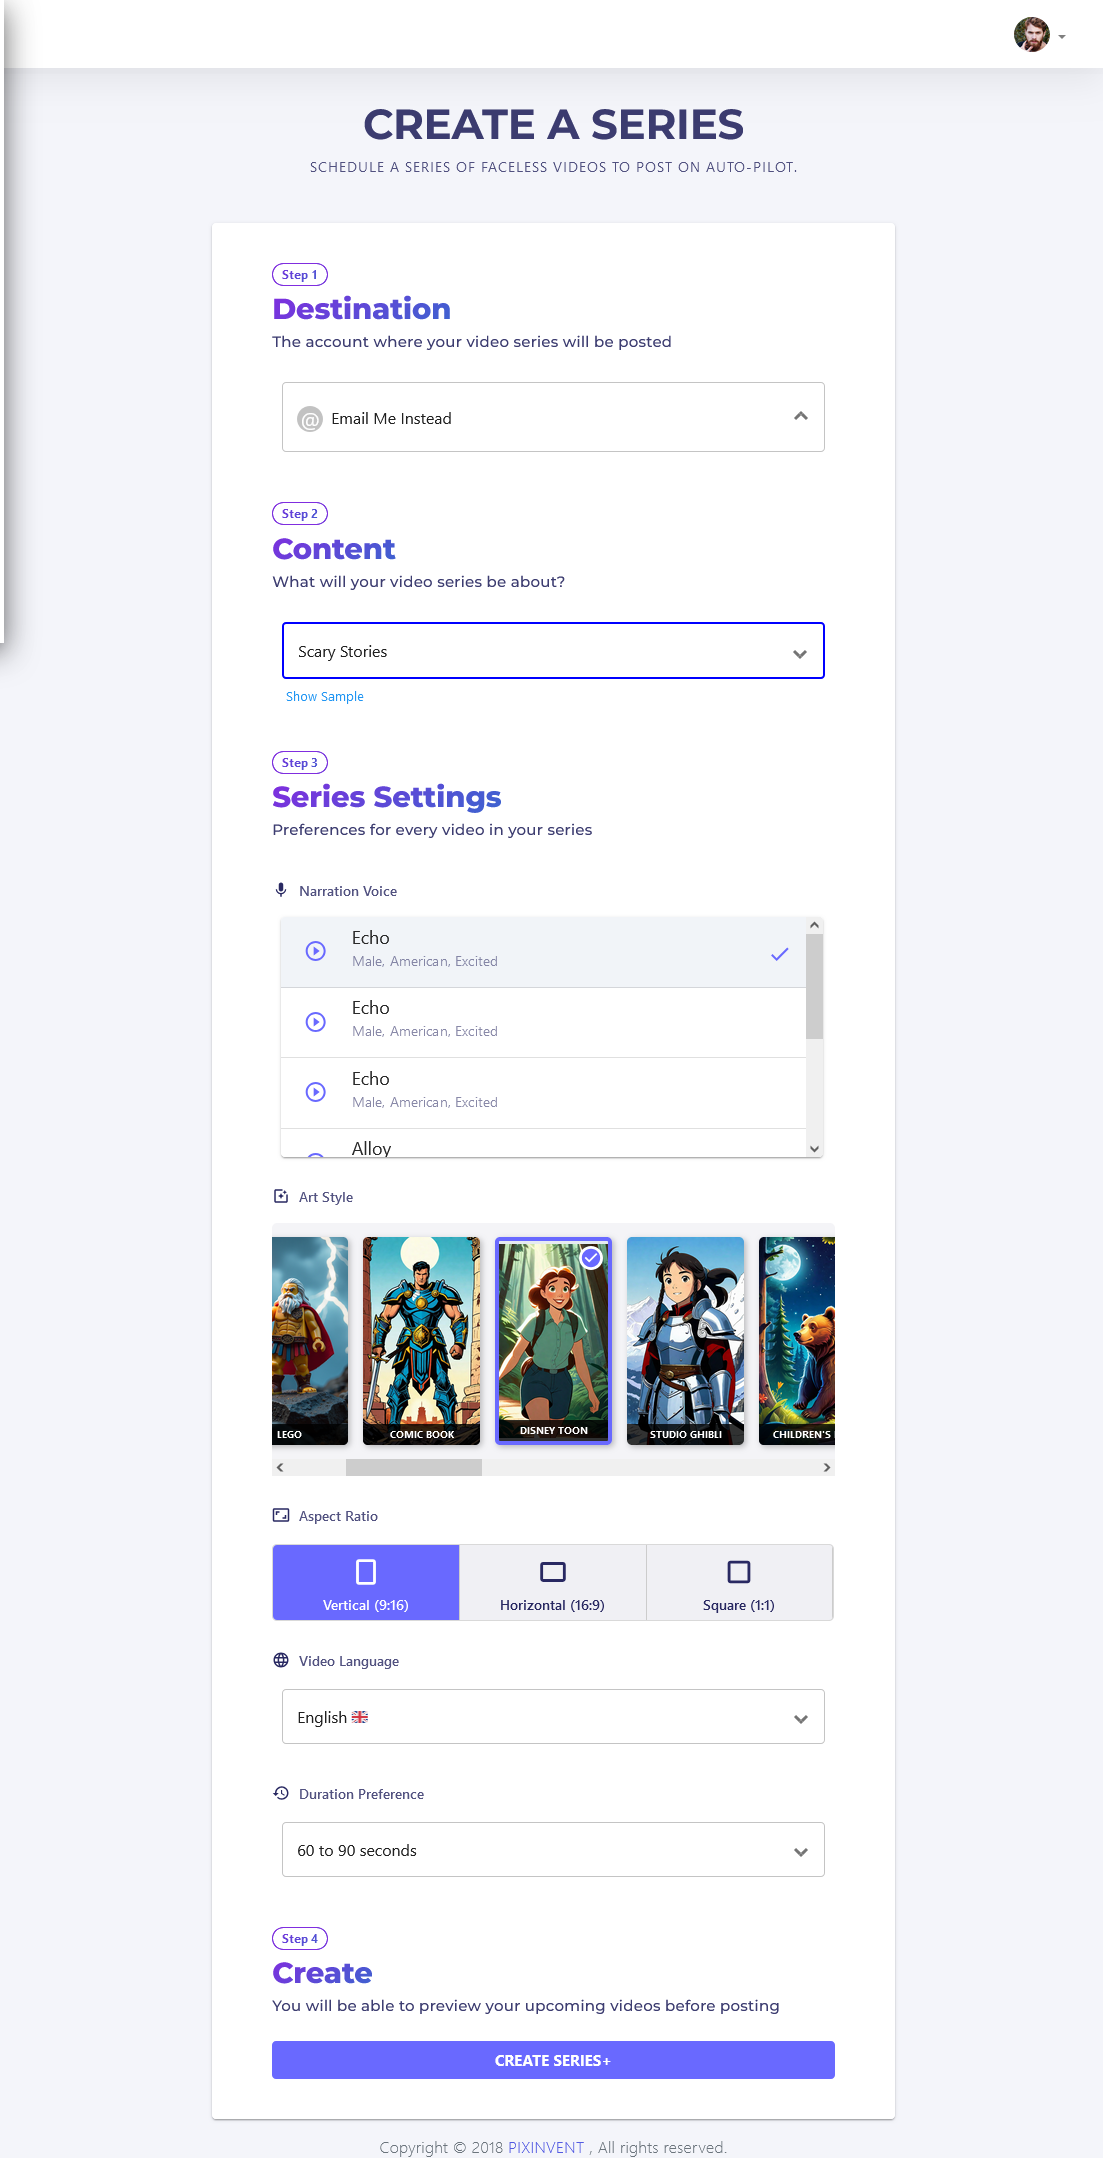 CREATE A SERIES
SCHEDULE A SERIES OF FACELESS VIDEOS TO POST ON AUTO-PILOT.
Step 1
Destination
The account where your video series will be posted
@ Email Me Instead
Step 2
Content
What will your video series be about?
Scary Stories
Show Sample
Step 3
Series Settings
Preferences for every video in your series
Narration Voice
Echo
Male, American, Excited
Echo
Male, American, Excited
Echo
Male, American, Excited
Alloy
Art Style
LEGO COMIC BOOK DISNEY TOON STUDIO GHIBLI CHILDREN'S
Aspect Ratio
Vertical (9:16) Horizontal (16:9) Square (1:1)
Video Language
English
Duration Preference
60 to 90 seconds
Step 4
Create
You will be able to preview your upcoming videos before posting
CREATE SERIES+
Copyright © 2018 PIXINVENT , All rights reserved.